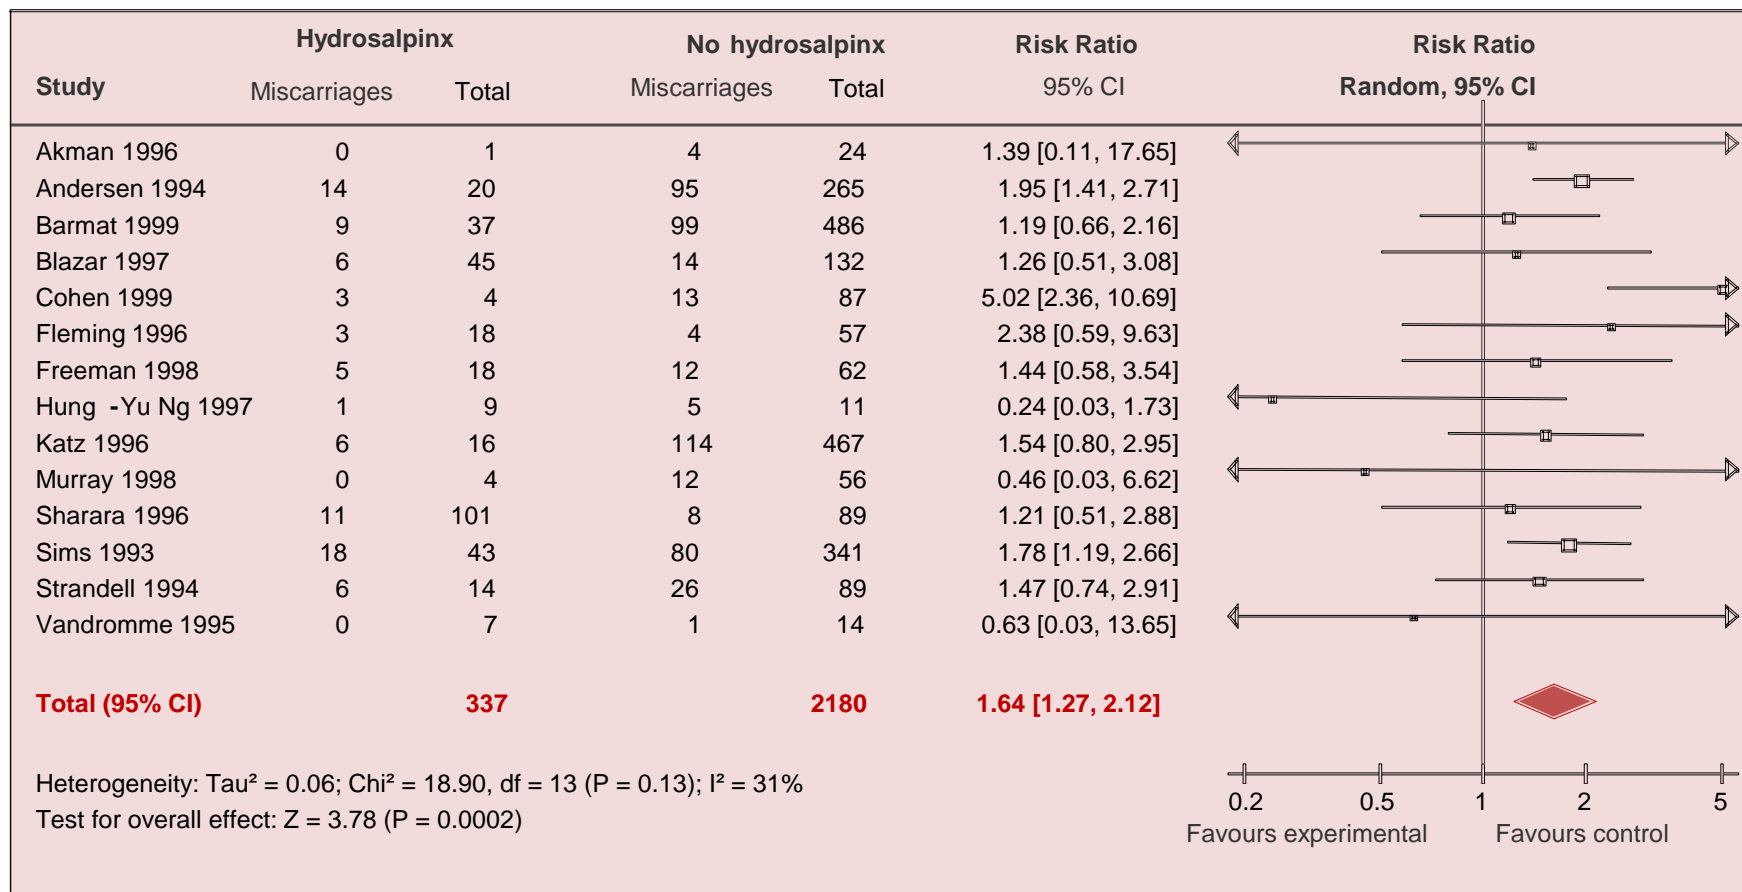 Hydrosalpinx No hydrosalpinx Risk Ratio Risk Ratio
Study Miscarriages Total Miscarriages Total 95% CI Random, 95% CI
Akman 1996 0 1 4 24 1.39 [0.11, 17.65]
Andersen 1994 14 20 95 265 1.95 [1.41, 2.71]
Barmat 1999 9 37 99 486 1.19 [0.66, 2.16]
Blazar 1997 6 45 14 132 1.26 [0.51, 3.08]
Cohen 1999 3 4 13 87 5.02 [2.36, 10.69]
Fleming 1996 3 18 4 57 2.38 [0.59, 9.63]
Freeman 1998 5 18 12 62 1.44 [0.58, 3.54]
Hung -Yu Ng 1997 1 9 5 11 0.24 [0.03, 1.73]
Katz 1996 6 16 114 467 1.54 [0.80, 2.95]
Murray 1998 0 4 12 56 0.46 [0.03, 6.62]
Sharara 1996 11 101 8 89 1.21 [0.51, 2.88]
Sims 1993 18 43 80 341 1.78 [1.19, 2.66]
Strandell 1994 6 14 26 89 1.47 [0.74, 2.91]
Vandromme 1995 0 7 1 14 0.63 [0.03, 13.65]
Total (95% CI) 337 2180 1.64 [1.27, 2.12]
Heterogeneity: Tau² = 0.06; Chi² = 18.90, df = 13 (P = 0.13); I² = 31%
Test for overall effect: Z = 3.78 (P = 0.0002)
0.2 0.5 1 2 5
Favours experimental Favours control